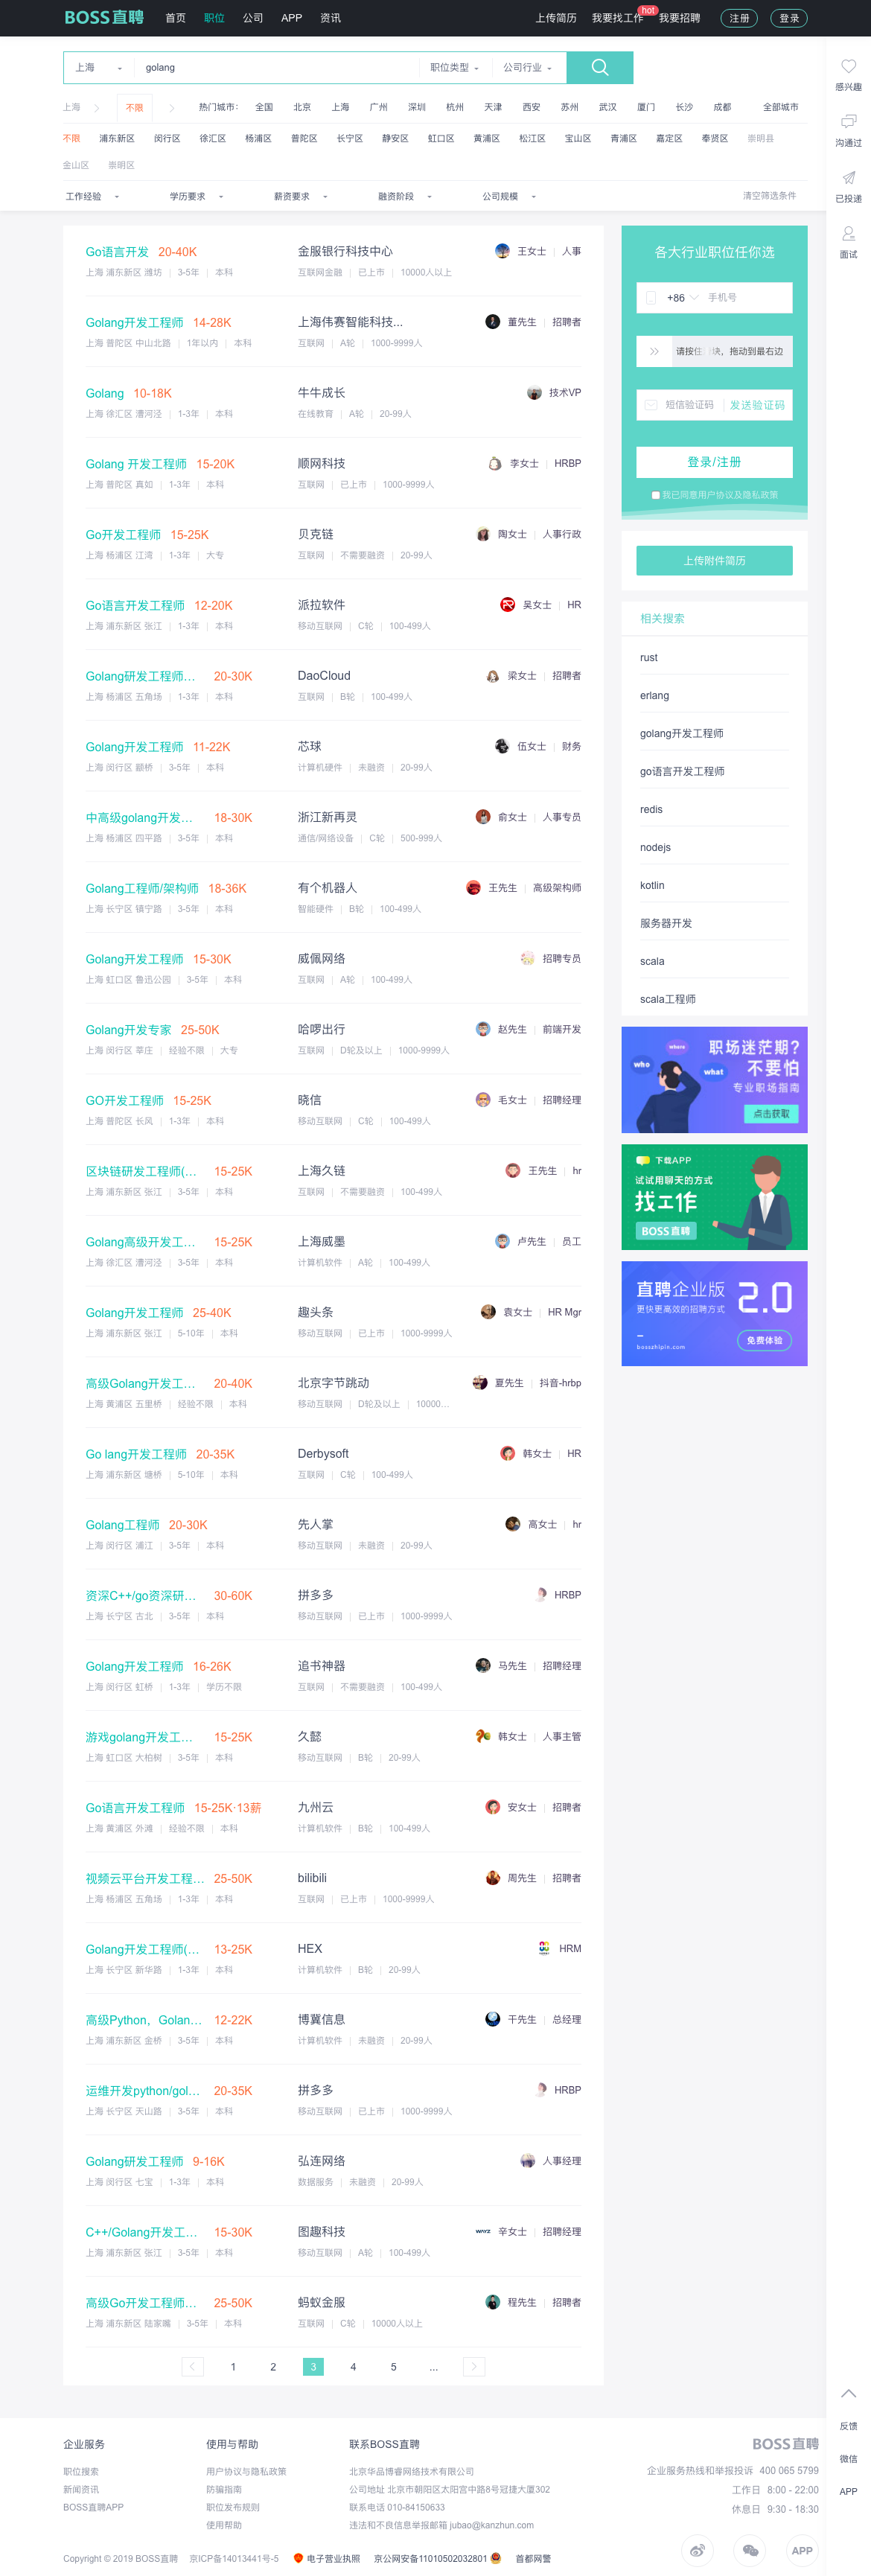 BOSS直聘 首页 职位 公司 APP 资讯 上传简历 我要找工作 hot 我要招聘 注册 登录
上海 golang 职位类型 公司行业
上海 不限 热门城市： 全国 北京 上海 广州 深圳 杭州 天津 西安 苏州 武汉 厦门 长沙 成都 全部城市
不限 浦东新区 闵行区 徐汇区 杨浦区 普陀区 长宁区 静安区 虹口区 黄浦区 松江区 宝山区 青浦区 嘉定区 奉贤区 崇明县
金山区 崇明区
工作经验 学历要求 薪资要求 融资阶段 公司规模 清空筛选条件
感兴趣
沟通过
已投递
面试
Go语言开发 20-40K 金服银行科技中心 王女士 人事
上海 浦东新区 潍坊 3-5年 本科 互联网金融 已上市 10000人以上
Golang开发工程师 14-28K 上海伟赛智能科技... 董先生 招聘者
上海 普陀区 中山北路 1年以内 本科 互联网 A轮 1000-9999人
Golang 10-18K 牛牛成长 技术VP
上海 徐汇区 漕河泾 1-3年 本科 在线教育 A轮 20-99人
Golang 开发工程师 15-20K 顺网科技 李女士 HRBP
上海 普陀区 真如 1-3年 本科 互联网 已上市 1000-9999人
Go开发工程师 15-25K 贝克链 陶女士 人事行政
上海 杨浦区 江湾 1-3年 大专 互联网 不需要融资 20-99人
Go语言开发工程师 12-20K 派拉软件 吴女士 HR
上海 浦东新区 张江 1-3年 本科 移动互联网 C轮 100-499人
Golang研发工程师... 20-30K DaoCloud 梁女士 招聘者
上海 杨浦区 五角场 1-3年 本科 互联网 B轮 100-499人
Golang开发工程师 11-22K 芯球 伍女士 财务
上海 闵行区 颛桥 3-5年 本科 计算机硬件 未融资 20-99人
中高级golang开发... 18-30K 浙江新再灵 俞女士 人事专员
上海 杨浦区 四平路 3-5年 本科 通信/网络设备 C轮 500-999人
Golang工程师/架构师 18-36K 有个机器人 王先生 高级架构师
上海 长宁区 镇宁路 3-5年 本科 智能硬件 B轮 100-499人
Golang开发工程师 15-30K 威佩网络 招聘专员
上海 虹口区 鲁迅公园 3-5年 本科 互联网 A轮 100-499人
Golang开发专家 25-50K 哈啰出行 赵先生 前端开发
上海 闵行区 莘庄 经验不限 大专 互联网 D轮及以上 1000-9999人
GO开发工程师 15-25K 晓信 毛女士 招聘经理
上海 普陀区 长风 1-3年 本科 移动互联网 C轮 100-499人
区块链研发工程师(... 15-25K 上海久链 王先生 hr
上海 浦东新区 张江 3-5年 本科 互联网 不需要融资 100-499人
Golang高级开发工... 15-25K 上海威墨 卢先生 员工
上海 徐汇区 漕河泾 3-5年 本科 计算机软件 A轮 100-499人
Golang开发工程师 25-40K 趣头条 袁女士 HR Mgr
上海 浦东新区 张江 5-10年 本科 移动互联网 已上市 1000-9999人
高级Golang开发工... 20-40K 北京字节跳动 夏先生 抖音-hrbp
上海 黄浦区 五里桥 经验不限 本科 移动互联网 D轮及以上 10000...
Go lang开发工程师 20-35K Derbysoft 韩女士 HR
上海 浦东新区 塘桥 5-10年 本科 互联网 C轮 100-499人
Golang工程师 20-30K 先人掌 高女士 hr
上海 闵行区 浦江 3-5年 本科 移动互联网 未融资 20-99人
资深C++/go资深研... 30-60K 拼多多 HRBP
上海 长宁区 古北 3-5年 本科 移动互联网 已上市 1000-9999人
Golang开发工程师 16-26K 追书神器 马先生 招聘经理
上海 闵行区 虹桥 1-3年 学历不限 互联网 不需要融资 100-499人
游戏golang开发工... 15-25K 久懿 韩女士 人事主管
上海 虹口区 大柏树 3-5年 本科 移动互联网 B轮 20-99人
Go语言开发工程师 15-25K·13薪 九州云 安女士 招聘者
上海 黄浦区 外滩 经验不限 本科 计算机软件 B轮 100-499人
视频云平台开发工程... 25-50K bilibili 周先生 招聘者
上海 杨浦区 五角场 1-3年 本科 互联网 已上市 1000-9999人
Golang开发工程师(... 13-25K HEX HRM
上海 长宁区 新华路 1-3年 本科 计算机软件 B轮 20-99人
高级Python、Golan... 12-22K 博冀信息 干先生 总经理
上海 浦东新区 金桥 3-5年 本科 计算机软件 未融资 20-99人
运维开发python/gol... 20-35K 拼多多 HRBP
上海 长宁区 天山路 3-5年 本科 移动互联网 已上市 1000-9999人
Golang研发工程师 9-16K 弘连网络 人事经理
上海 闵行区 七宝 1-3年 本科 数据服务 未融资 20-99人
C++/Golang开发工... 15-30K 图趣科技 辛女士 招聘经理
上海 浦东新区 张江 3-5年 本科 移动互联网 A轮 100-499人
高级Go开发工程师... 25-50K 蚂蚁金服 程先生 招聘者
上海 浦东新区 陆家嘴 3-5年 本科 互联网 C轮 10000人以上
1 2 3 4 5 ...
各大行业职位任你选
+86 手机号
请按住 块，拖动到最右边
短信验证码 发送验证码
登录/注册
我已同意用户协议及隐私政策
上传附件简历
相关搜索
rust
erlang
golang开发工程师
go语言开发工程师
redis
nodejs
kotlin
服务器开发
scala
scala工程师
who where what
职场迷茫期?
不要怕
专业职场指南
点击获取
下载APP
试试用聊天的方式
找工作
BOSS直聘
直聘企业版 2.0
更快更高效的招聘方式
bosszhipin.com 免费体验
反馈
微信
APP
企业服务 使用与帮助 联系BOSS直聘 BOSS直聘
职位搜索 用户协议与隐私政策 北京华品博睿网络技术有限公司 企业服务热线和举报投诉 400 065 5799
新闻资讯 防骗指南 公司地址 北京市朝阳区太阳宫中路8号冠捷大厦302 工作日 8:00 - 22:00
BOSS直聘APP 职位发布规则 联系电话 010-84150633 休息日 9:30 - 18:30
使用帮助 违法和不良信息举报邮箱 jubao@kanzhun.com
Copyright © 2019 BOSS直聘 京ICP备14013441号-5 电子营业执照 京公网安备11010502032801 首都网警 APP